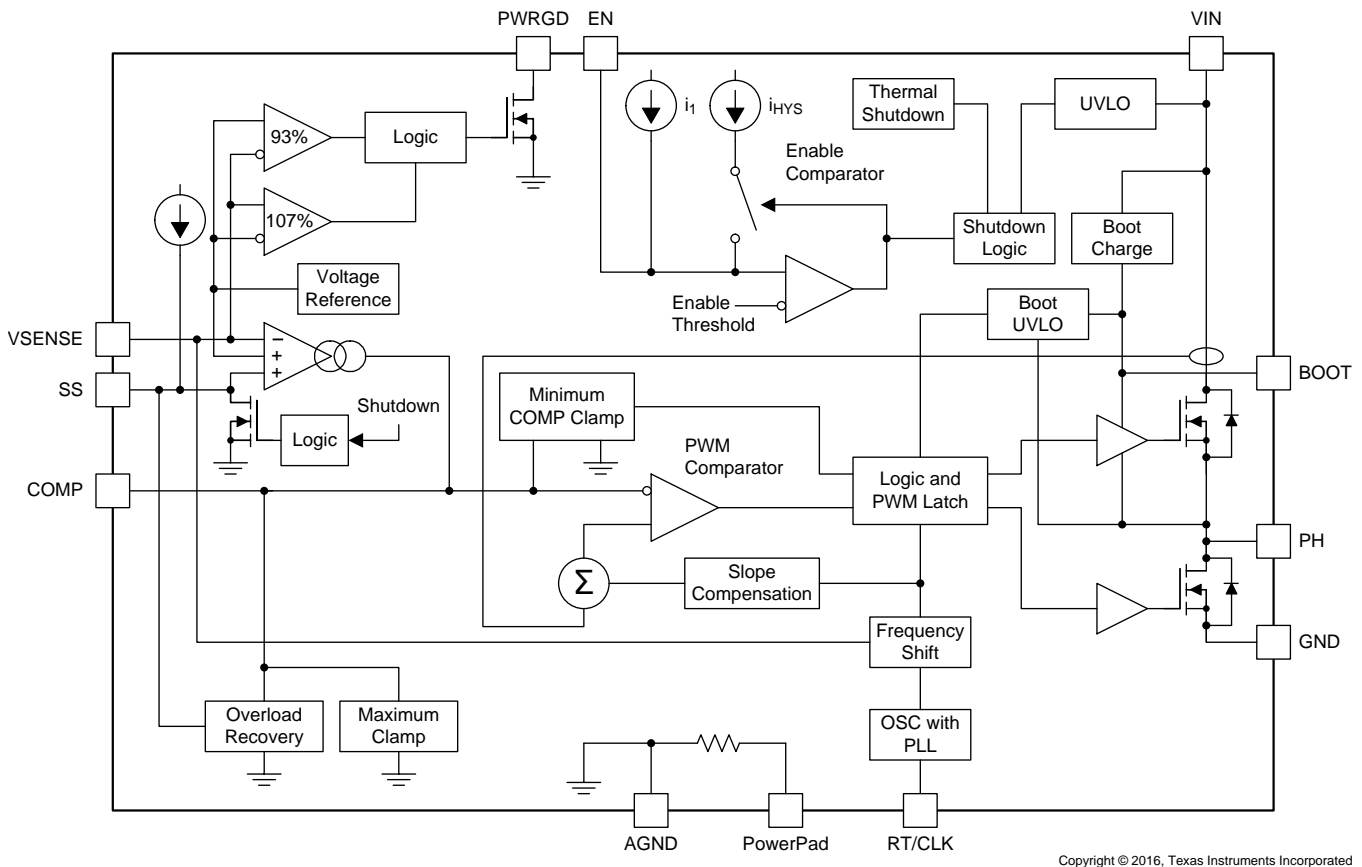 PWRGD
EN
VIN
93%
Logic
i1
iHYS
Thermal
Shutdown
UVLO
Enable
Comparator
107%
Shutdown
Logic
Boot
Charge
Voltage
Reference
Enable
Threshold
Boot
UVLO
VSENSE
−
+
+
SS
BOOT
Shutdown
Logic
Minimum
COMP Clamp
PWM
Comparator
COMP
Logic and
PWM Latch
PH
Σ
Slope
Compensation
Frequency
Shift
GND
Overload
Recovery
Maximum
Clamp
OSC with
PLL
AGND
PowerPad
RT/CLK
Copyright © 2016, Texas Instruments Incorporated